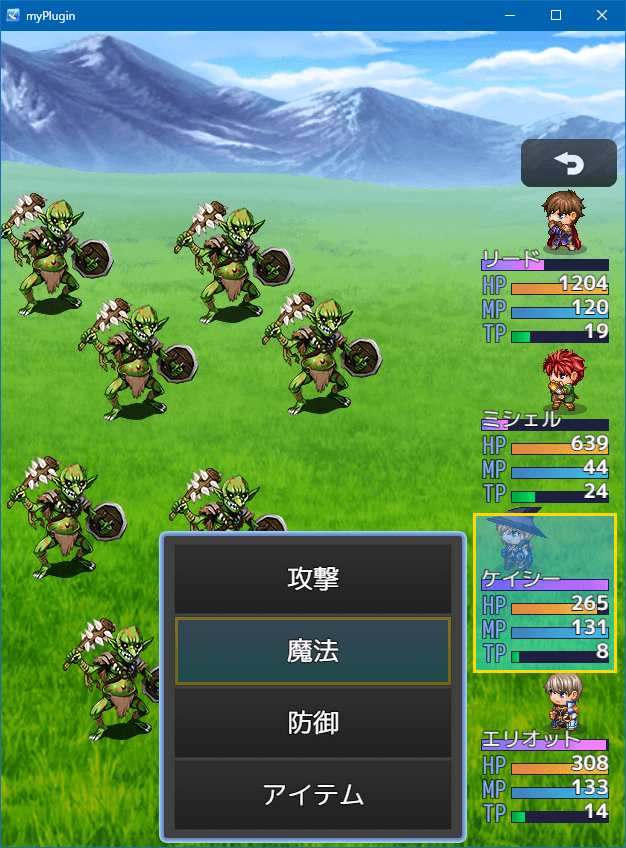 myPlugin
リード
HP 1204
MP 120
TP 19
ミシェル
HP 639
MP 44
TP 24
ケイシー
HP 265
MP 131
TP 8
エリオット
HP 308
MP 133
TP 14
攻撃
魔法
防御
アイテム